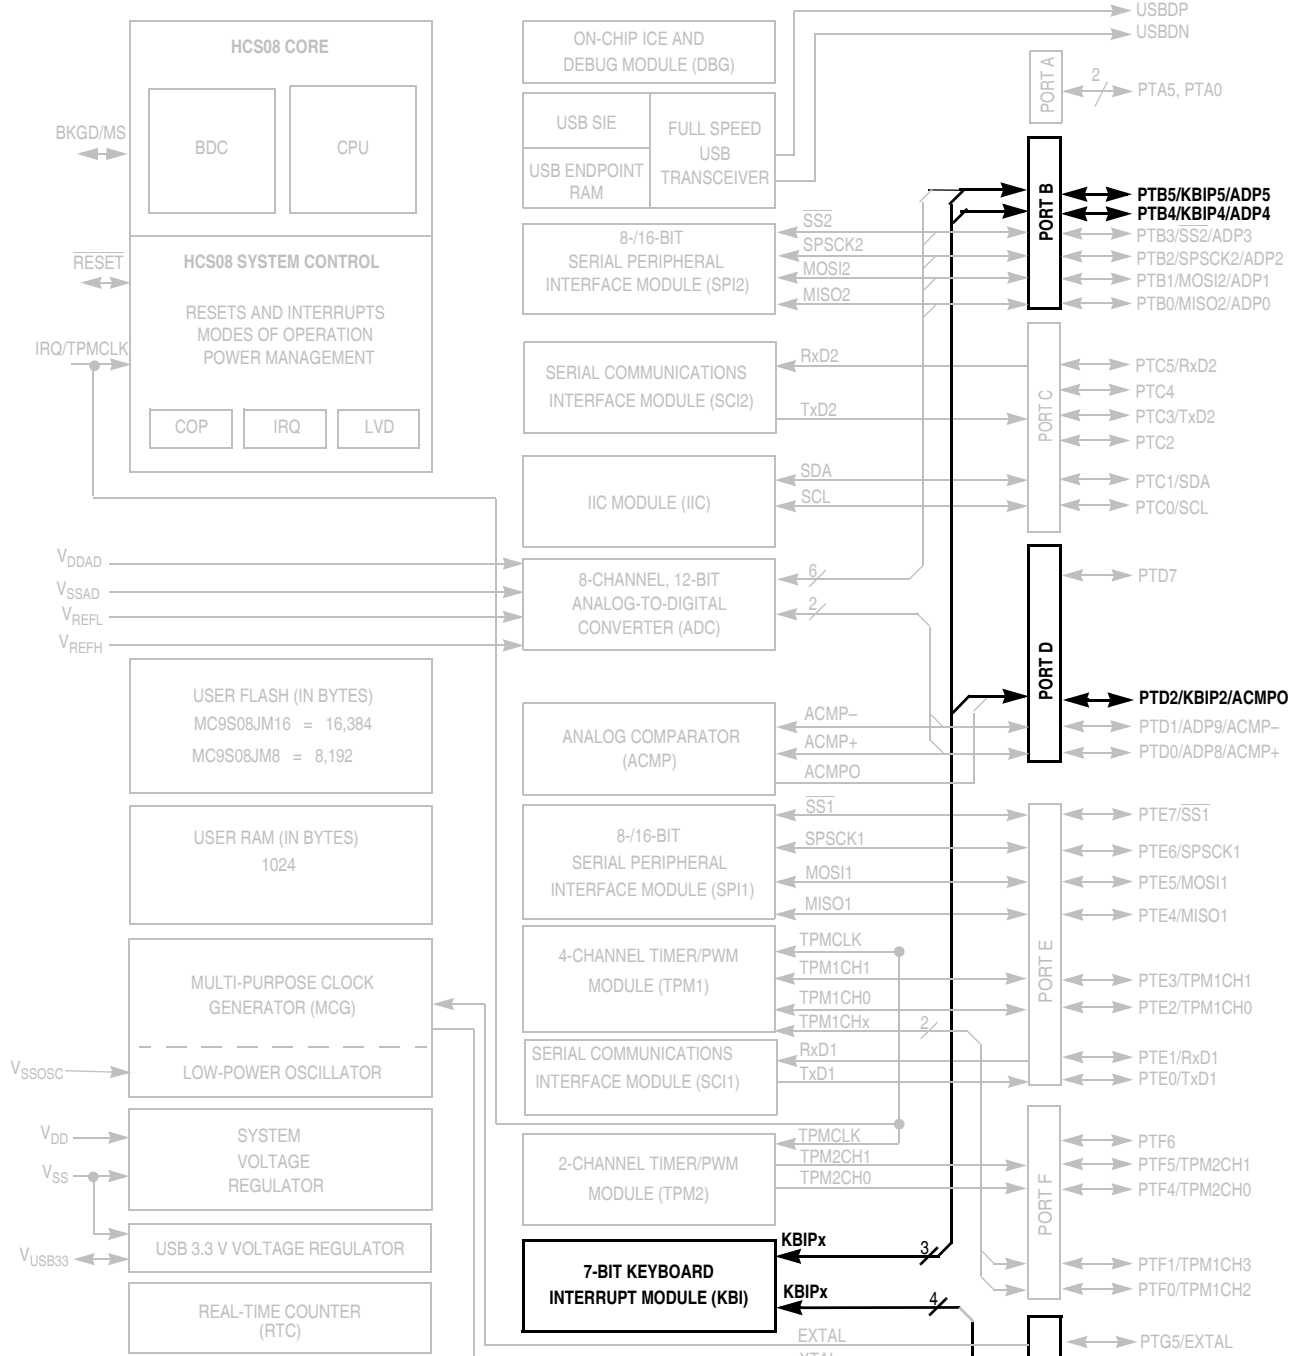 HCS08 CORE
BDC
CPU
BKGD/MS
RESET
HCS08 SYSTEM CONTROL
RESETS AND INTERRUPTS
MODES OF OPERATION
POWER MANAGEMENT
IRQ/TPMCLK
COP
IRQ
LVD
VDDAD
VSSAD
VREFL
VREFH
USER FLASH (IN BYTES)
MC9S08JM16 = 16,384
MC9S08JM8 = 8,192
USER RAM (IN BYTES)
1024
MULTI-PURPOSE CLOCK
GENERATOR (MCG)
LOW-POWER OSCILLATOR
VSSOSC
VDD
VSS
SYSTEM
VOLTAGE
REGULATOR
VUSB33
USB 3.3 V VOLTAGE REGULATOR
REAL-TIME COUNTER
(RTC)
ON-CHIP ICE AND
DEBUG MODULE (DBG)
USB SIE
USB ENDPOINT
RAM
FULL SPEED
USB
TRANSCEIVER
8-/16-BIT
SERIAL PERIPHERAL
INTERFACE MODULE (SPI2)
SS2
SPSCK2
MOSI2
MISO2
SERIAL COMMUNICATIONS
INTERFACE MODULE (SCI2)
RxD2
TxD2
IIC MODULE (IIC)
SDA
SCL
8-CHANNEL, 12-BIT
ANALOG-TO-DIGITAL
CONVERTER (ADC)
6
2
ANALOG COMPARATOR
(ACMP)
ACMP–
ACMP+
ACMPO
8-/16-BIT
SERIAL PERIPHERAL
INTERFACE MODULE (SPI1)
SS1
SPSCK1
MOSI1
MISO1
4-CHANNEL TIMER/PWM
MODULE (TPM1)
TPMCLK
TPM1CH1
TPM1CH0
TPM1CHx
2
SERIAL COMMUNICATIONS
INTERFACE MODULE (SCI1)
RxD1
TxD1
2-CHANNEL TIMER/PWM
MODULE (TPM2)
TPMCLK
TPM2CH1
TPM2CH0
7-BIT KEYBOARD
INTERRUPT MODULE (KBI)
KBIPx
3
KBIPx
4
EXTAL
XTAL
USBDP
USBDN
PORT A
2
PTA5, PTA0
PORT B
PTB5/KBIP5/ADP5
PTB4/KBIP4/ADP4
PTB3/SS2/ADP3
PTB2/SPSCK2/ADP2
PTB1/MOSI2/ADP1
PTB0/MISO2/ADP0
PORT C
PTC5/RxD2
PTC4
PTC3/TxD2
PTC2
PTC1/SDA
PTC0/SCL
PORT D
PTD7
PTD2/KBIP2/ACMPO
PTD1/ADP9/ACMP–
PTD0/ADP8/ACMP+
PORT E
PTE7/SS1
PTE6/SPSCK1
PTE5/MOSI1
PTE4/MISO1
PTE3/TPM1CH1
PTE2/TPM1CH0
PTE1/RxD1
PTE0/TxD1
PORT F
PTF6
PTF5/TPM2CH1
PTF4/TPM2CH0
PTF1/TPM1CH3
PTF0/TPM1CH2
PTG5/EXTAL